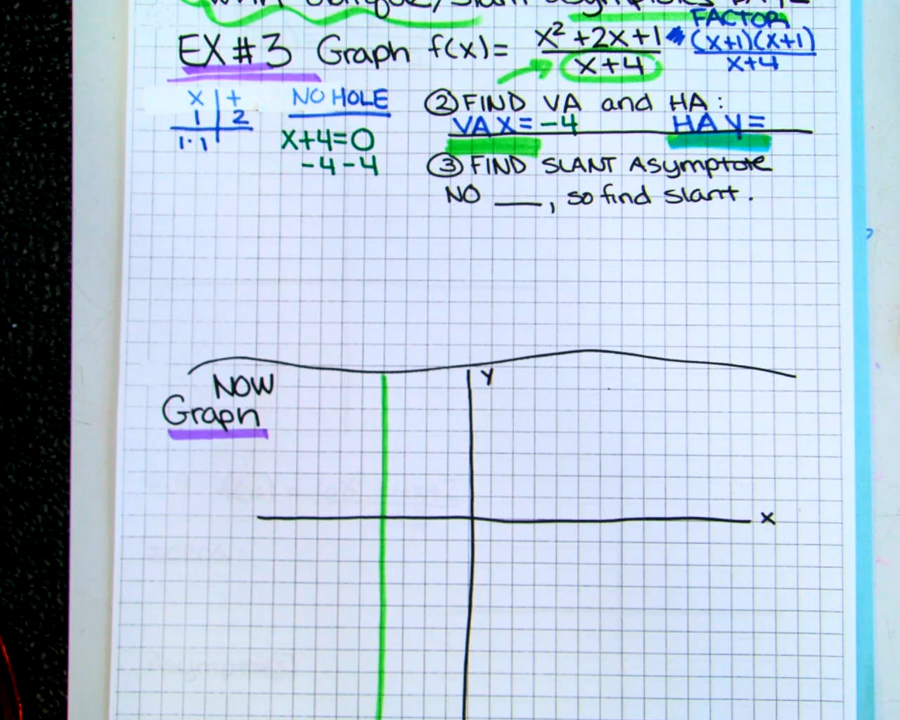 Slant Asymptotes
FACTOR
EX#3 Graph f(x)= x²+2x+1 (x+1)(x+1)
x+4 x+4
x + NO HOLE ② FIND VA and HA:
1 2 VA X= -4 HA y=
1·1 x+4=0
-4 -4 ③ FIND SLANT Asymptote
NO ___, so find slant.
NOW Y
Graph
x